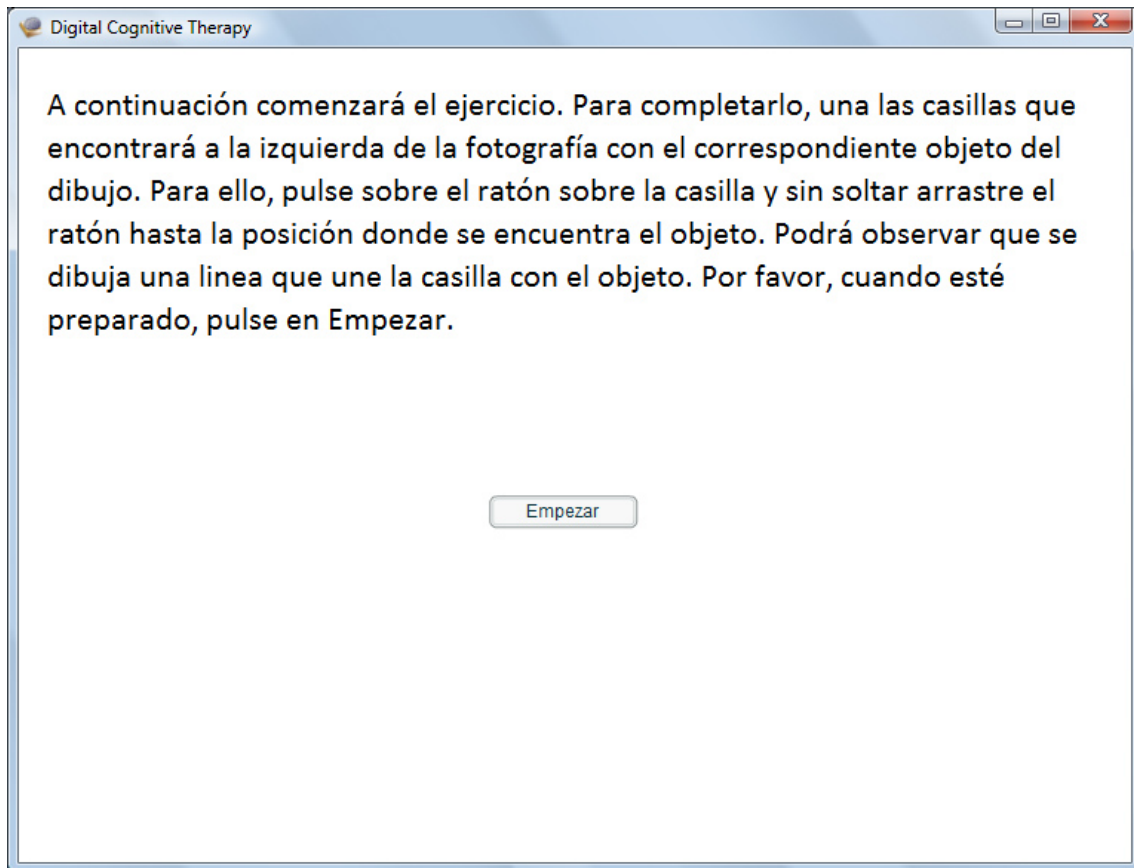 Digital Cognitive Therapy
A continuación comenzará el ejercicio. Para completarlo, una las casillas que
encontrará a la izquierda de la fotografía con el correspondiente objeto del
dibujo. Para ello, pulse sobre el ratón sobre la casilla y sin soltar arrastre el
ratón hasta la posición donde se encuentra el objeto. Podrá observar que se
dibuja una linea que une la casilla con el objeto. Por favor, cuando esté
preparado, pulse en Empezar.
Empezar